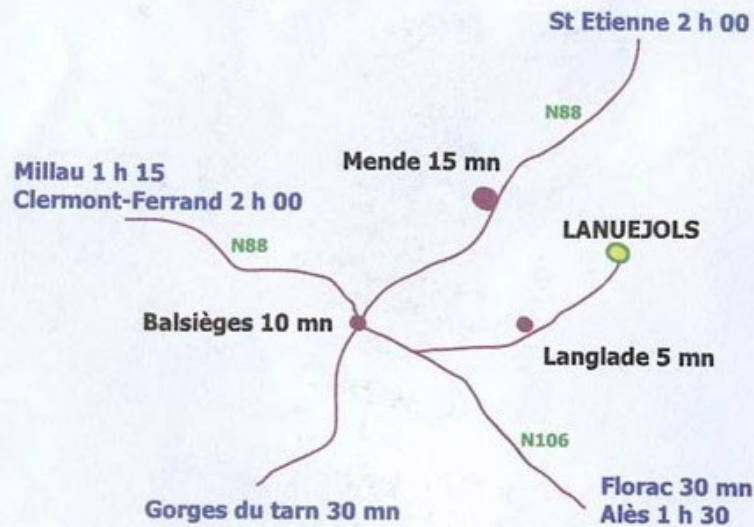 St Etienne 2 h 00
N88
Mende 15 mn
Millau 1 h 15
Clermont-Ferrand 2 h 00
N88
LANUEJOLS
Balsièges 10 mn
Langlade 5 mn
N106
Gorges du tarn 30 mn
Florac 30 mn
Alès 1 h 30